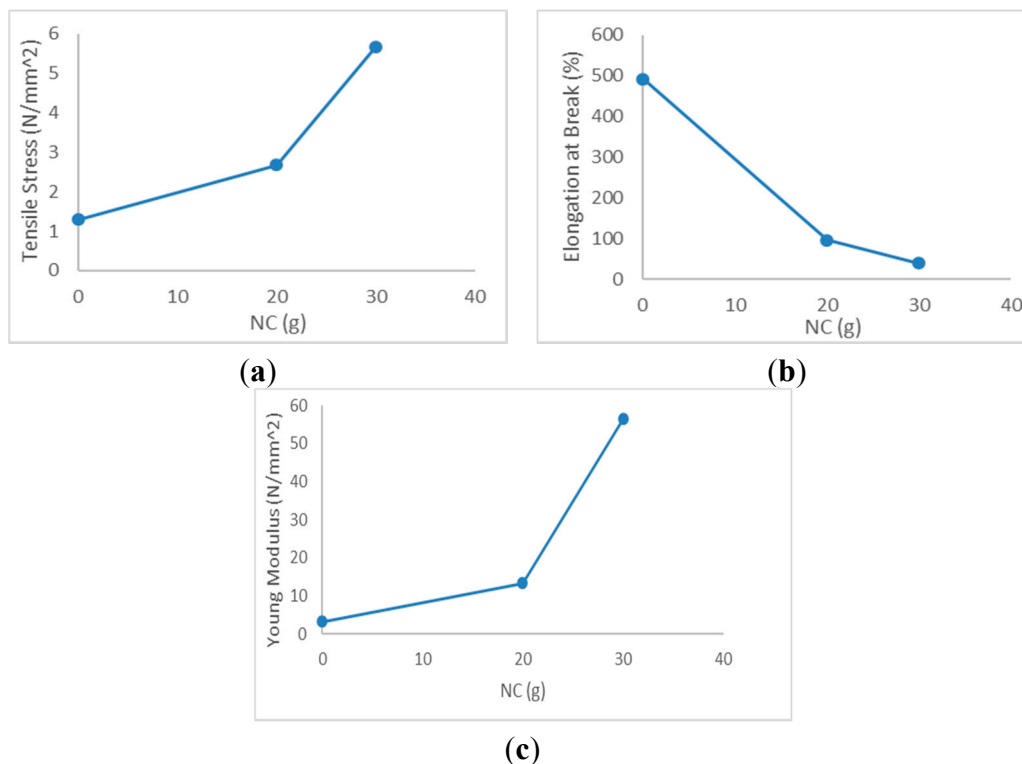 Tensile Stress (N/mm^2)
6
5
4
3
2
1
0
0 10 20 30 40
NC (g)
(a)
Elongation at Break (%)
600
500
400
300
200
100
0
0 10 20 30 40
NC (g)
(b)
Young Modulus (N/mm^2)
60
50
40
30
20
10
0
0 10 20 30 40
NC (g)
(c)